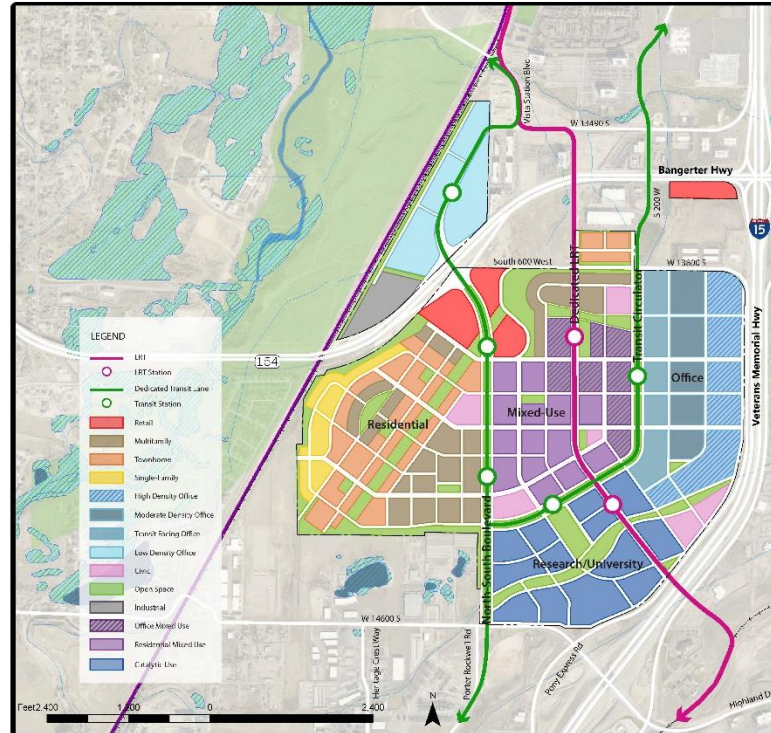 Vista Station Blvd
W 13490 S
Bangerter Hwy
S 200 W
15
South 600 West
W 13800 S
Dedicated LRT
Transit Circulator
Veterans Memorial Hwy
154
Office
Mixed-Use
Residential
North-South Boulevard
Research/University
LEGEND
LRT
LRT Station
Dedicated Transit Lane
Transit Station
Retail
Multifamily
Townhome
Single-Family
High Density Office
Moderate Density Office
Transit Facing Office
Low Density Office
Civic
Open Space
Industrial
Office Mixed Use
Residential Mixed Use
Catalytic Use
W 14600 S
Heritage Crest Way
Porter Rockwell Rd
Pony Express Rd
Highland D
N
Feet2,400
1,200
0
2,400